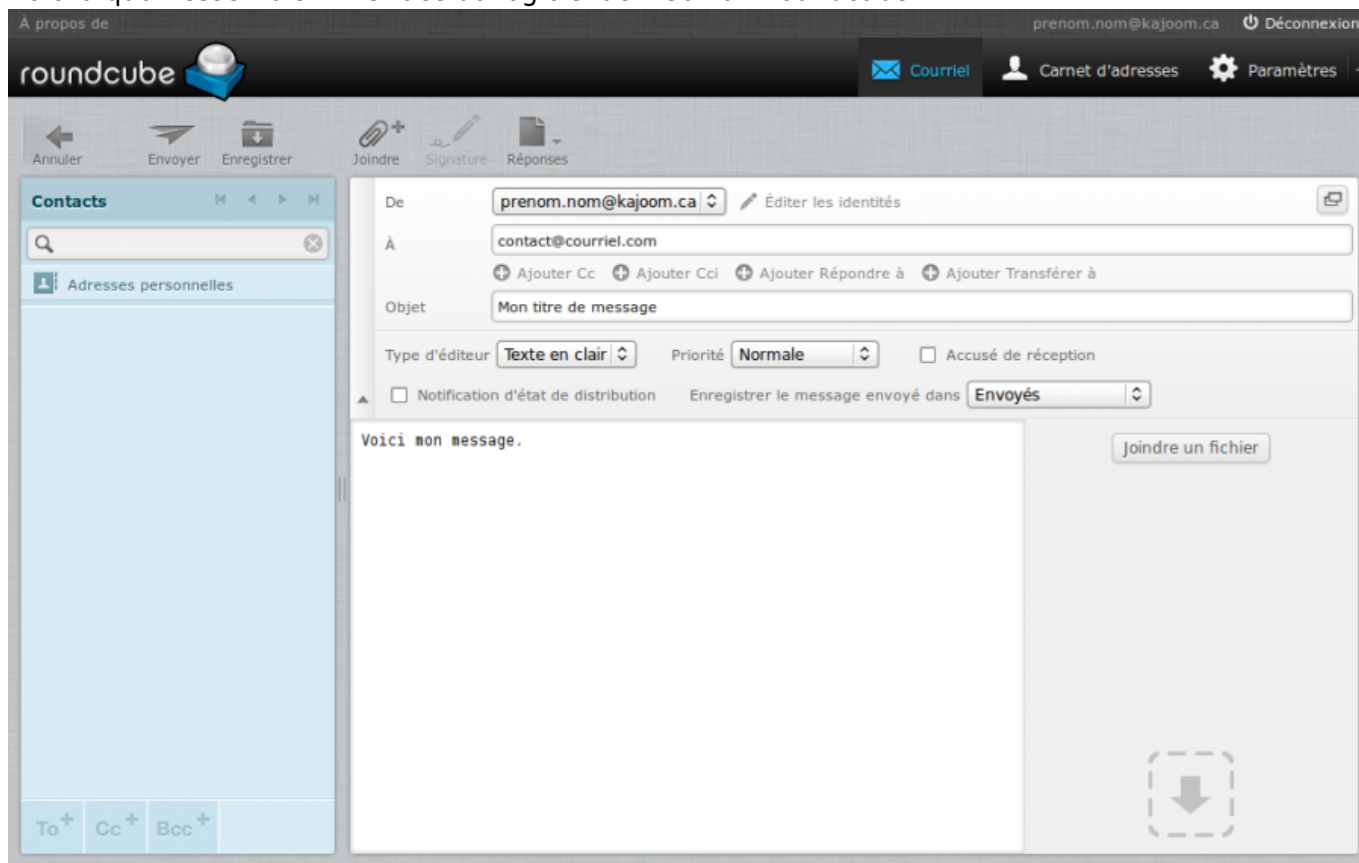 À propos de prenom.nom@kajoom.ca Déconnexion
roundcube Courriel Carnet d'adresses Paramètres
Annuler Envoyer Enregistrer Joindre Signature Réponses
Contacts
Adresses personnelles
To+ Cc+ Bcc+
De prenom.nom@kajoom.ca Éditer les identités
À contact@courriel.com
Ajouter Cc Ajouter Cci Ajouter Répondre à Ajouter Transférer à
Objet Mon titre de message
Type d'éditeur Texte en clair Priorité Normale Accusé de réception
Notification d'état de distribution Enregistrer le message envoyé dans Envoyés
Voici mon message.
Joindre un fichier